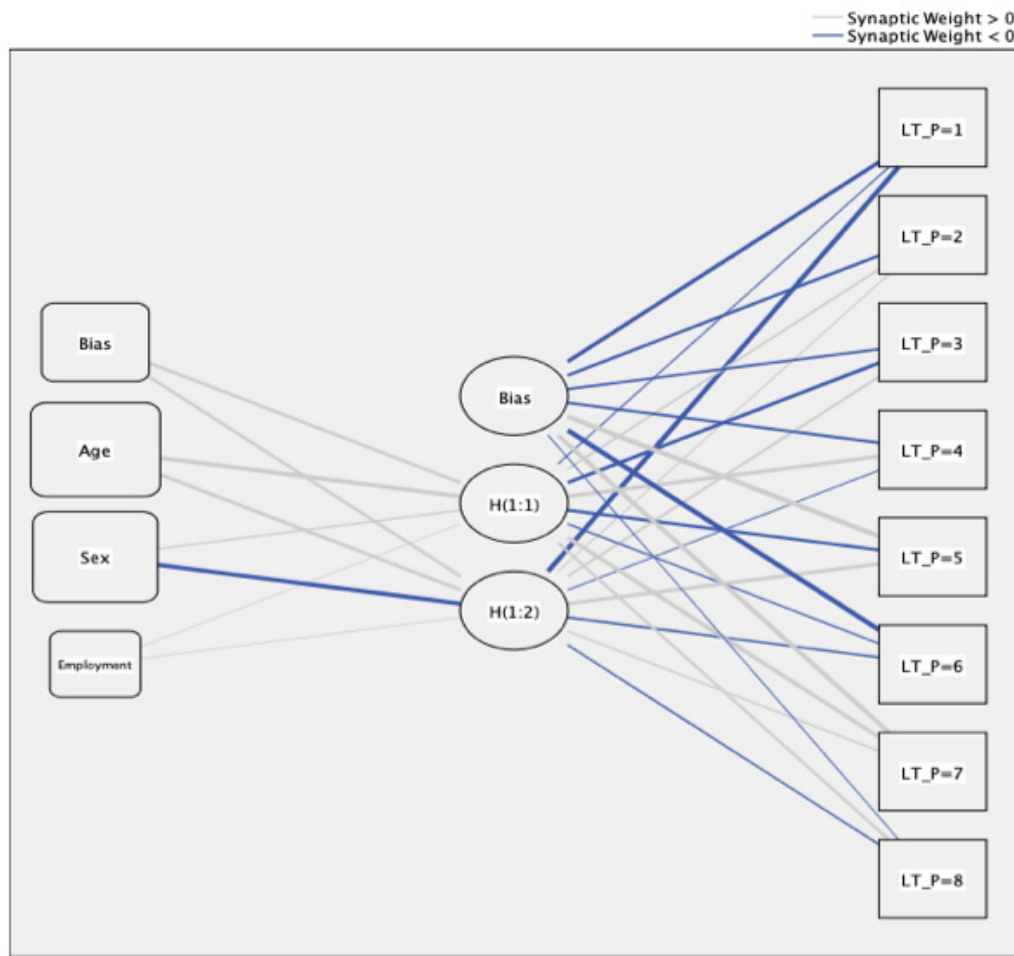 Synaptic Weight > 0
Synaptic Weight < 0
LT_P=1
LT_P=2
LT_P=3
LT_P=4
LT_P=5
LT_P=6
LT_P=7
LT_P=8
Bias
Age
Sex
Employment
Bias
H(1:1)
H(1:2)